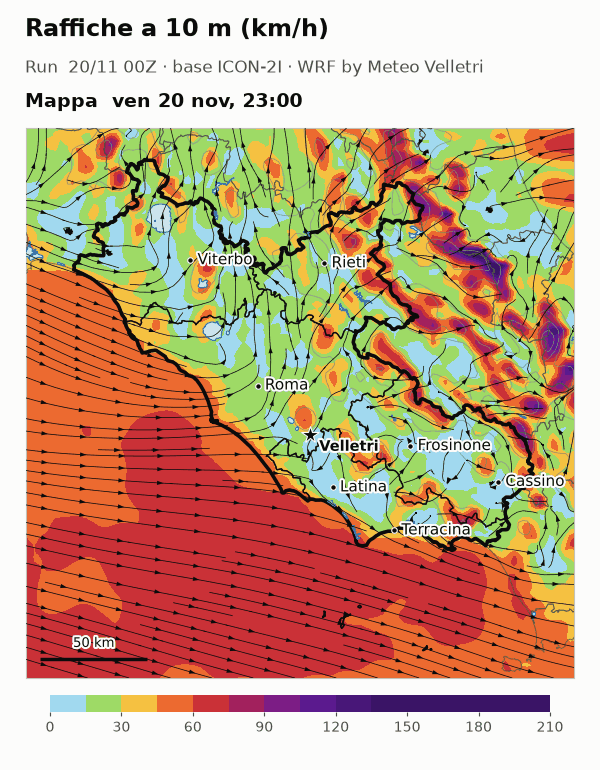 Raffiche a 10 m (km/h)
Run  20/11 00Z · base ICON-2I · WRF by Meteo Velletri
Mappa  ven 20 nov, 23:00
Viterbo
Rieti
Roma
Velletri
Frosinone
Cassino
Latina
Terracina
50 km
0 30 60 90 120 150 180 210